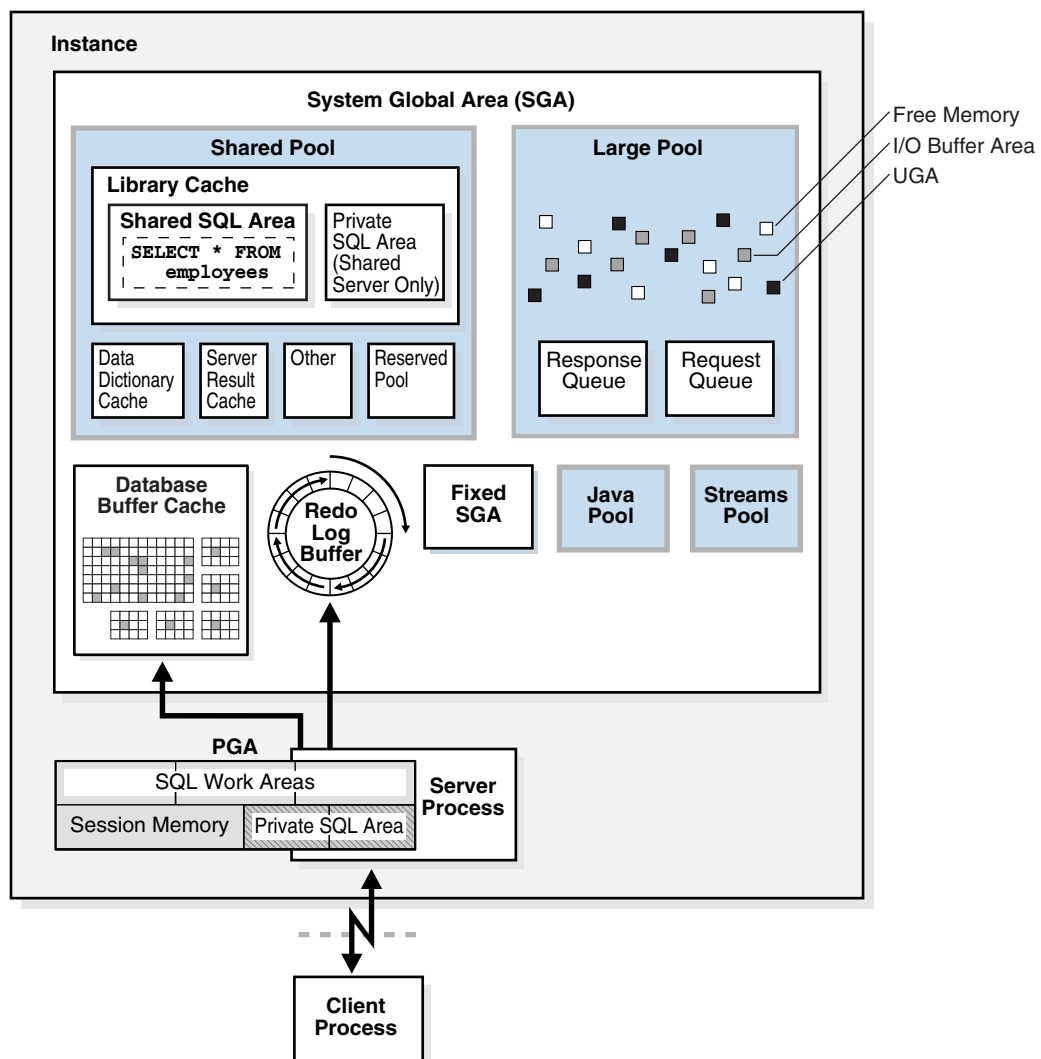 Instance
System Global Area (SGA)
Shared Pool
Library Cache
Shared SQL Area
SELECT * FROM
employees
Private
SQL Area
(Shared
Server Only)
Data
Dictionary
Cache
Server
Result
Cache
Other
Reserved
Pool
Large Pool
Response
Queue
Request
Queue
Free Memory
I/O Buffer Area
UGA
Database
Buffer Cache
Redo
Log
Buffer
Fixed
SGA
Java
Pool
Streams
Pool
PGA
SQL Work Areas
Session Memory
Private SQL Area
Server
Process
Client
Process